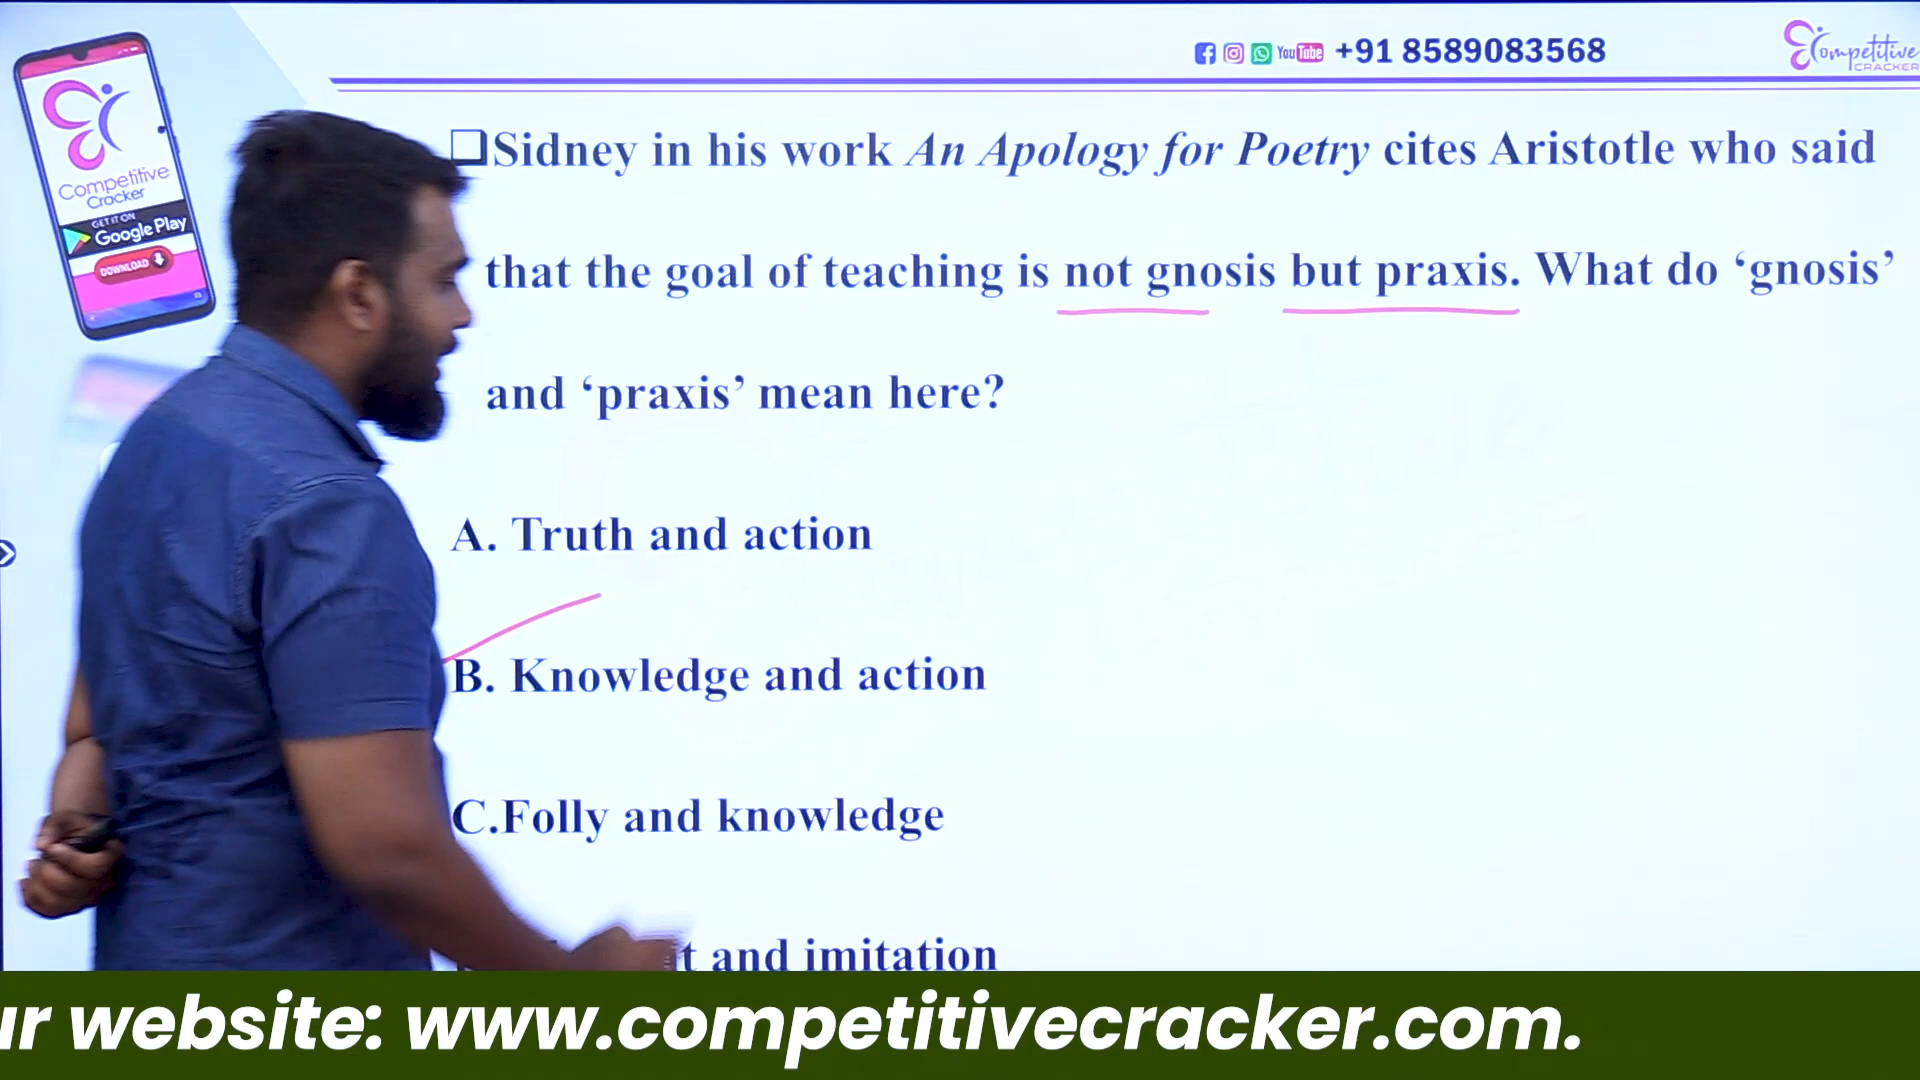 YouTube +91 8589083568
Competitive
CRACKER
Competitive
Cracker
GET IT ON
Google Play
DOWNLOAD
Sidney in his work An Apology for Poetry cites Aristotle who said
that the goal of teaching is not gnosis but praxis. What do ‘gnosis’
and ‘praxis’ mean here?
A. Truth and action
B. Knowledge and action
C.Folly and knowledge
and imitation
website: www.competitivecracker.com.